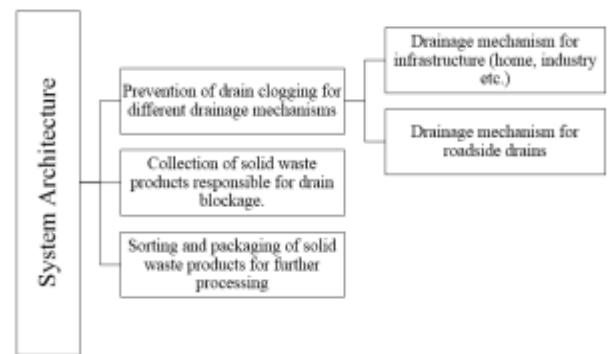 System Architecture
Prevention of drain clogging for
different drainage mechanisms
Collection of solid waste
products responsible for drain
blockage.
Sorting and packaging of solid
waste products for further
processing
Drainage mechanism for
infrastructure (home, industry
etc.)
Drainage mechanism for
roadside drains